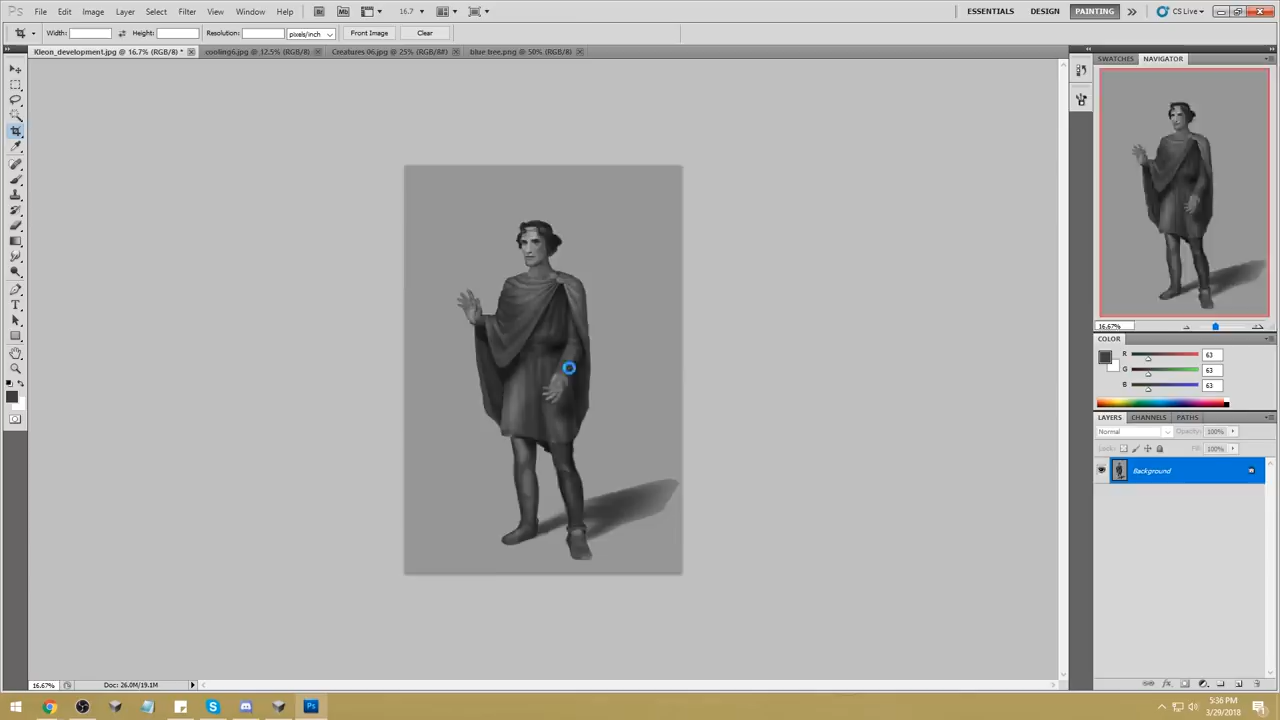 Ps File Edit Image Layer Select Filter View Window Help Br Mb 16.7 ESSENTIALS DESIGN PAINTING CS Live
Width: Height: Resolution: pixels/inch Front Image Clear
Kleon_development.jpg @ 16.7% (RGB/8) * cooling6.jpg @ 12.5% (RGB/8) Creatures 06.jpg @ 25% (RGB/8#) blue tree.png @ 50% (RGB/8)
SWATCHES NAVIGATOR
16.67%
COLOR
R 63
G 63
B 63
LAYERS CHANNELS PATHS
Normal Opacity: 100%
Lock: Fill: 100%
Background
16.67% Doc: 26.0M/19.1M
5:36 PM
3/29/2018